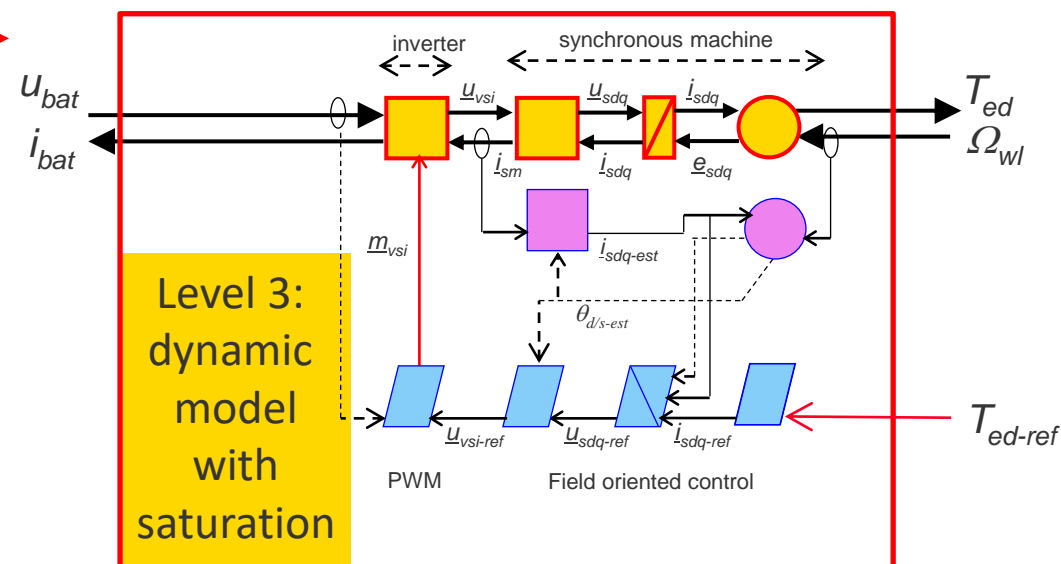 inverter
synchronous machine
u_bat
u_vsi
u_sdq
i_sdq
T_ed
i_bat
i_sm
i_sdq
e_sdq
Ω_wl
m_vsi
i_sdq-est
Level 3:
dynamic
model
with
saturation
θ_d/s-est
u_vsi-ref
u_sdq-ref
i_sdq-ref
T_ed-ref
PWM
Field oriented control